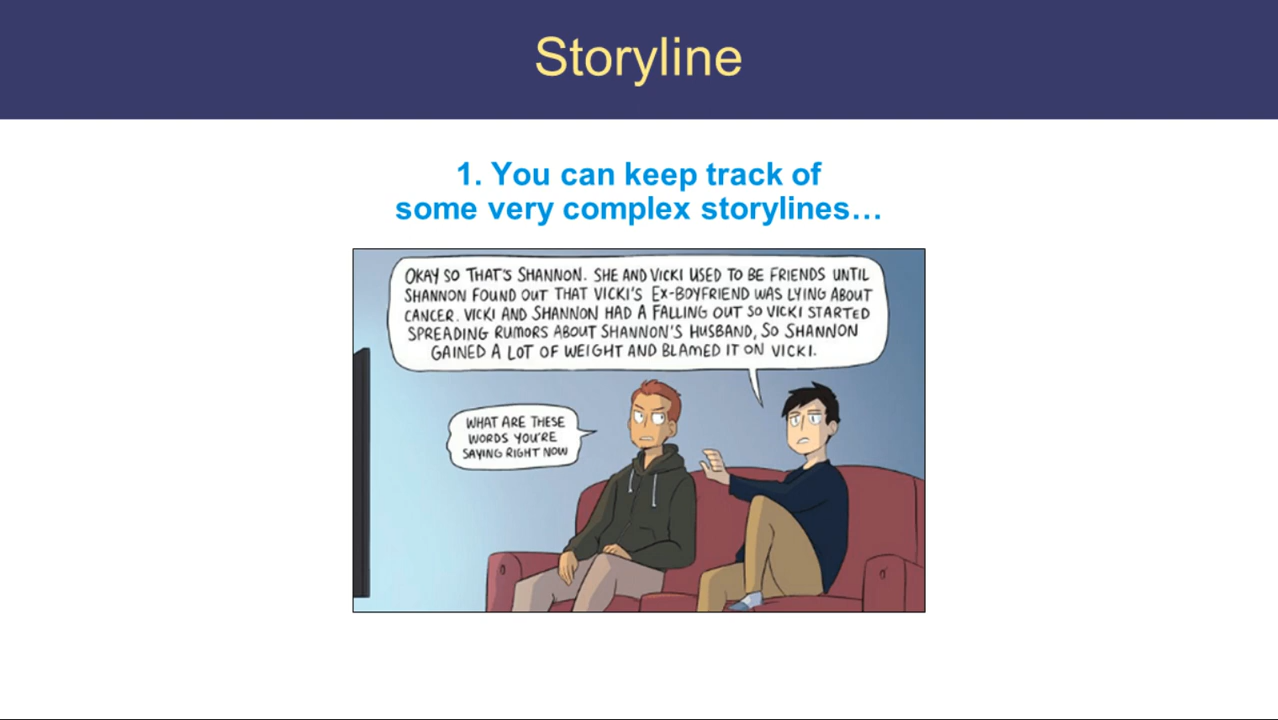 Storyline
1. You can keep track of
some very complex storylines…
OKAY SO THAT'S SHANNON. SHE AND VICKI USED TO BE FRIENDS UNTIL
SHANNON FOUND OUT THAT VICKI'S EX-BOYFRIEND WAS LYING ABOUT
CANCER. VICKI AND SHANNON HAD A FALLING OUT SO VICKI STARTED
SPREADING RUMORS ABOUT SHANNON'S HUSBAND, SO SHANNON
GAINED A LOT OF WEIGHT AND BLAMED IT ON VICKI.
WHAT ARE THESE
WORDS YOU'RE
SAYING RIGHT NOW